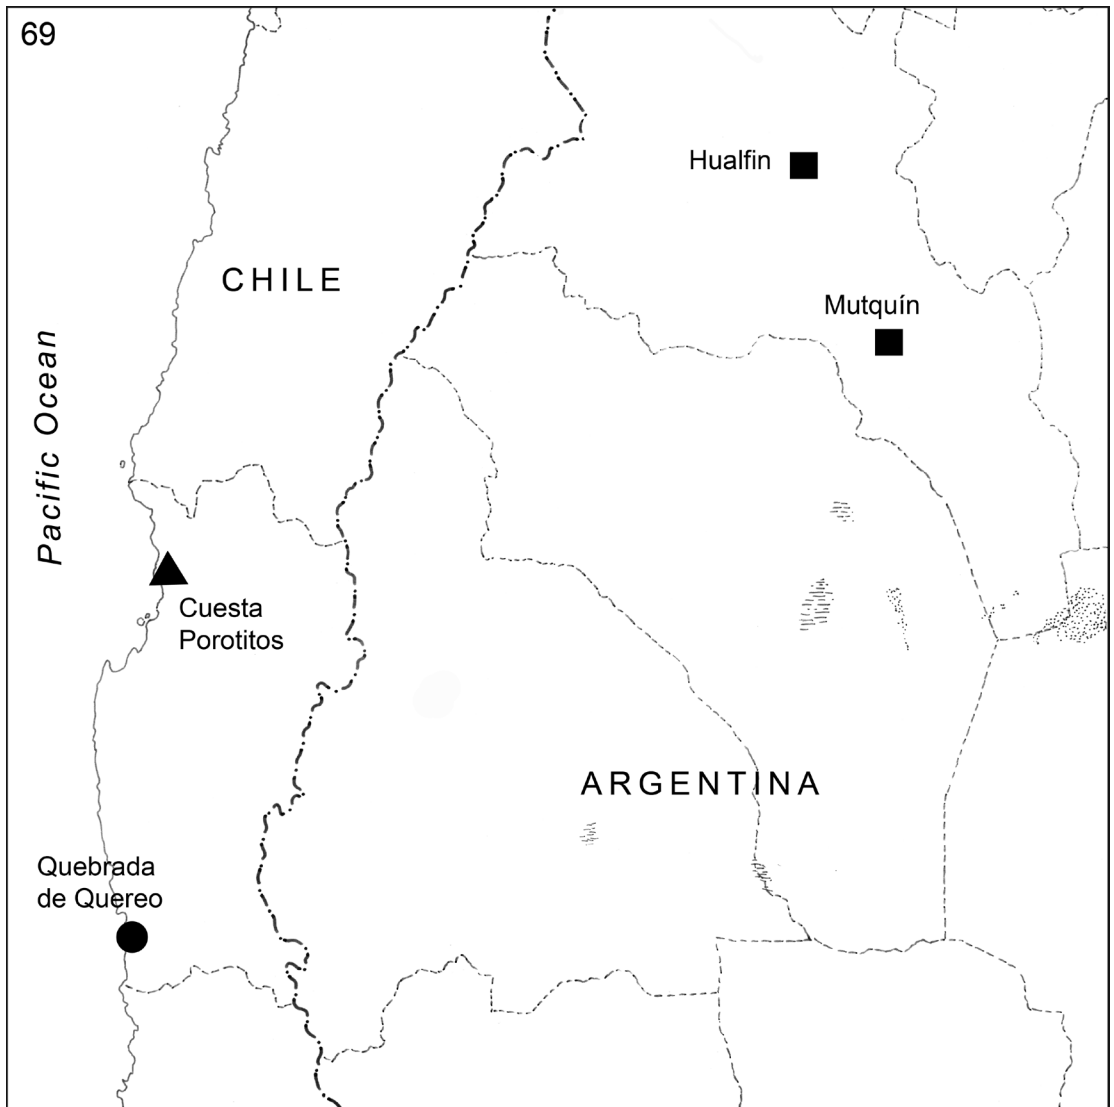 69
Hualfin
CHILE
Mutquín
Pacific Ocean
Cuesta
Porotitos
ARGENTINA
Quebrada
de Quereo